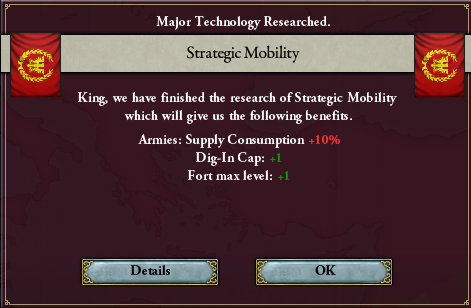 Major Technology Researched.
Strategic Mobility
King, we have finished the research of Strategic Mobility
which will give us the following benefits.
Armies: Supply Consumption +10%
Dig-In Cap: +1
Fort max level: +1
Details OK